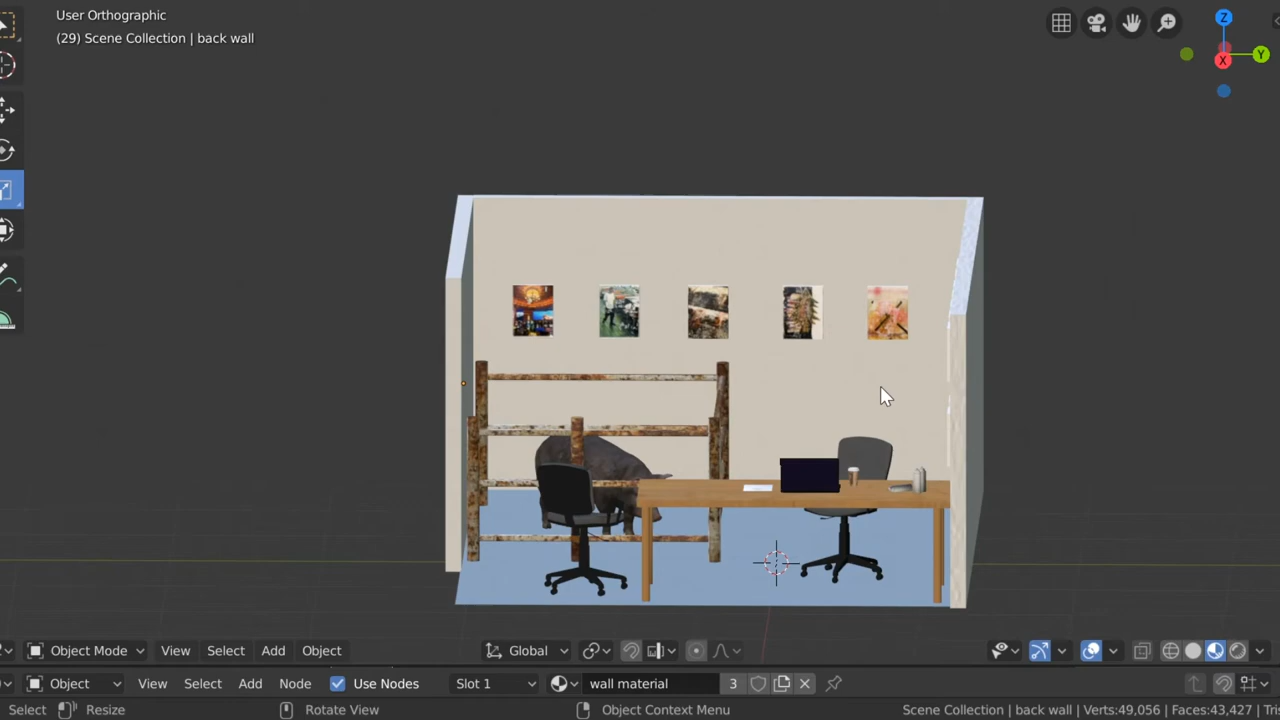 User Orthographic
(29) Scene Collection | back wall
Z
Y
X
Object Mode View Select Add Object Global
Object View Select Add Node Use Nodes Slot 1 wall material 3
Select Resize Rotate View Object Context Menu Scene Collection | back wall | Verts:49,056 | Faces:43,427 | Tris